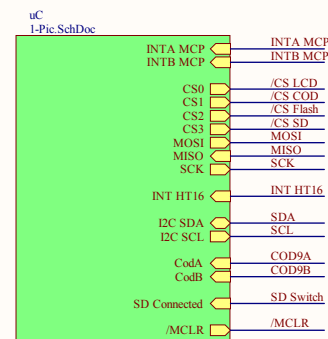 uC
1-Pic.SchDoc
INTA MCP INTA MCP
INTB MCP INTB MCP
CS0 /CS LCD
CS1 /CS COD
CS2 /CS Flash
CS3 /CS SD
MOSI MOSI
MISO MISO
SCK SCK
INT HT16 INT HT16
I2C SDA SDA
I2C SCL SCL
CodA COD9A
CodB COD9B
SD Connected SD Switch
/MCLR /MCLR